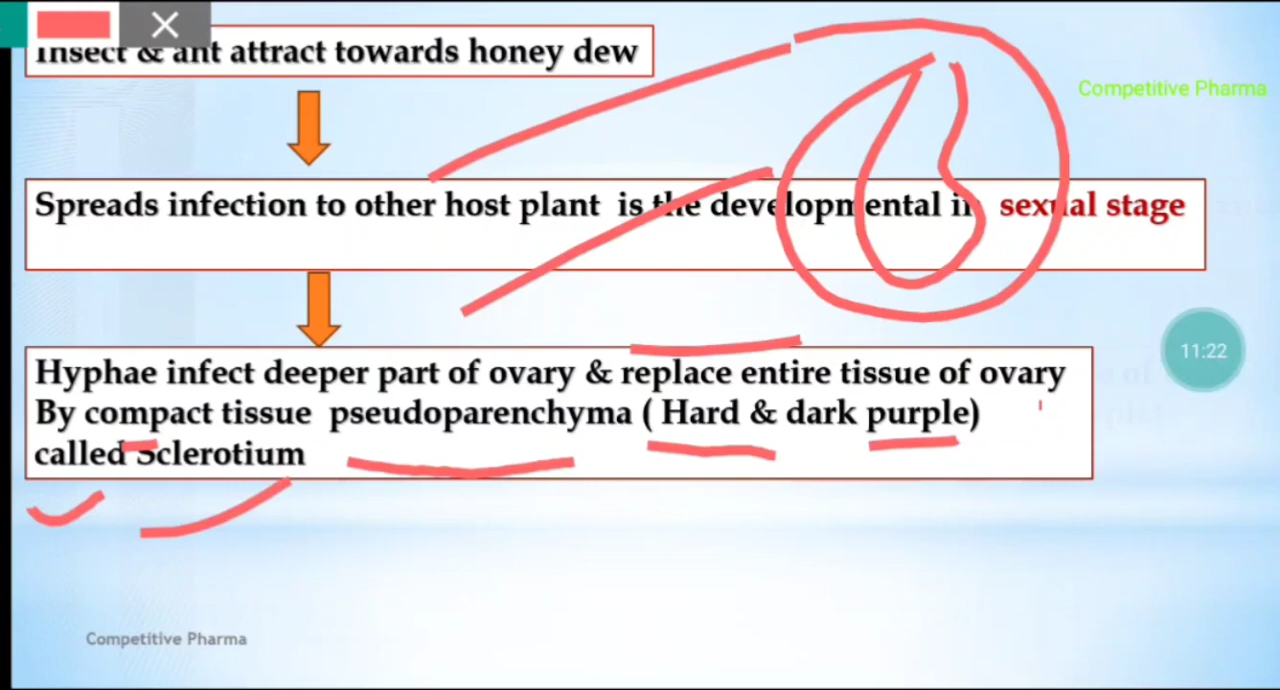 Insect & ant attract towards honey dew
Competitive Pharma
Spreads infection to other host plant is the developmental in sexual stage
11:22
Hyphae infect deeper part of ovary & replace entire tissue of ovary
By compact tissue pseudoparenchyma ( Hard & dark purple)
called Sclerotium
Competitive Pharma